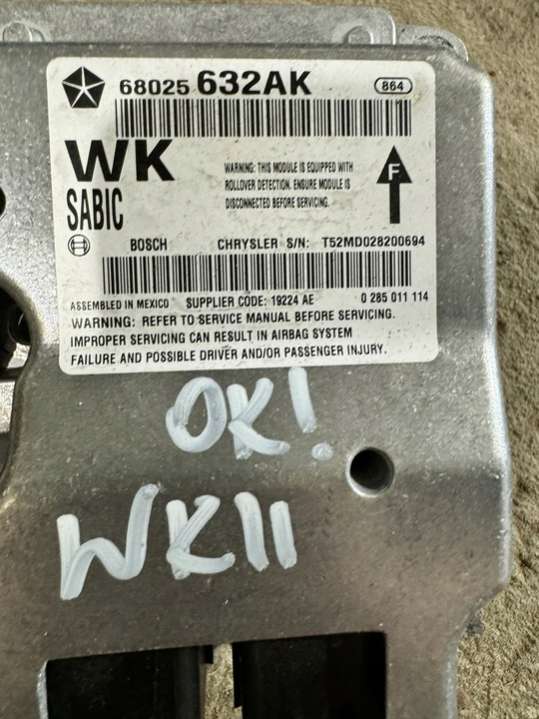 68025 632AK 864
WK
SABIC
WARNING: THIS MODULE IS EQUIPPED WITH
ROLLOVER DETECTION. ENSURE MODULE IS
DISCONNECTED BEFORE SERVICING.
F
BOSCH CHRYSLER S/N: T52MD028200694
ASSEMBLED IN MEXICO SUPPLIER CODE: 19224 AE 0 285 011 114
WARNING: REFER TO SERVICE MANUAL BEFORE SERVICING.
IMPROPER SERVICING CAN RESULT IN AIRBAG SYSTEM
FAILURE AND POSSIBLE DRIVER AND/OR PASSENGER INJURY.
OK!
WKII